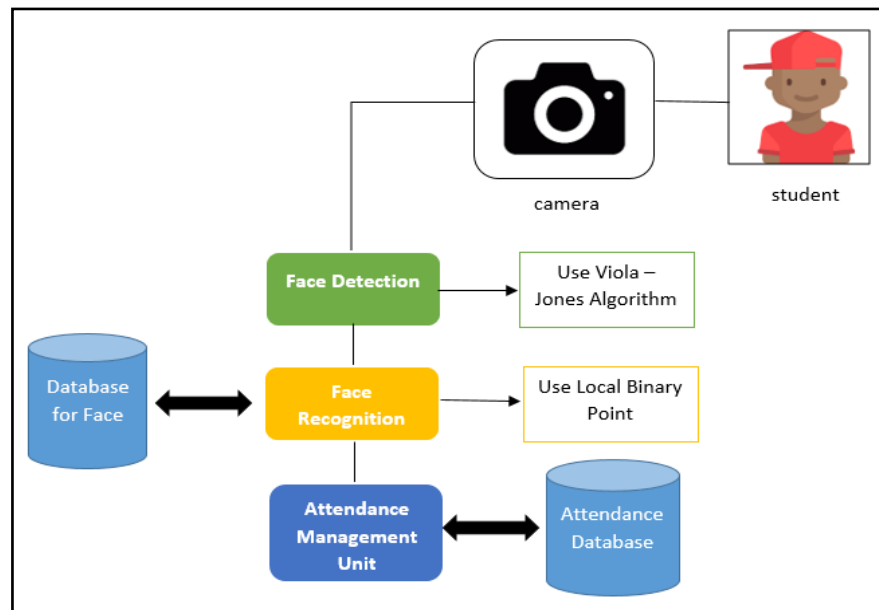 camera
student
Face Detection
Use Viola –
Jones Algorithm
Database
for Face
Face
Recognition
Use Local Binary
Point
Attendance
Management
Unit
Attendance
Database